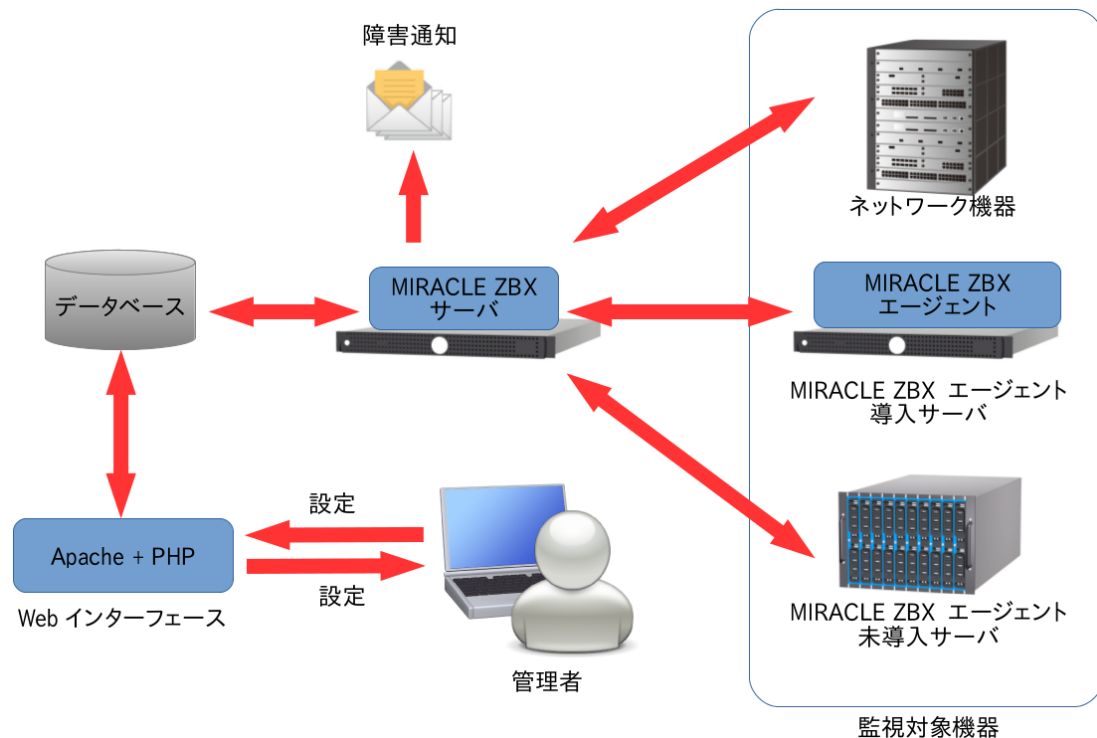 障害通知
ネットワーク機器
データベース
MIRACLE ZBX
サーバ
MIRACLE ZBX
エージェント
MIRACLE ZBX エージェント
導入サーバ
設定
Apache + PHP
設定
Web インターフェース
管理者
MIRACLE ZBX エージェント
未導入サーバ
監視対象機器